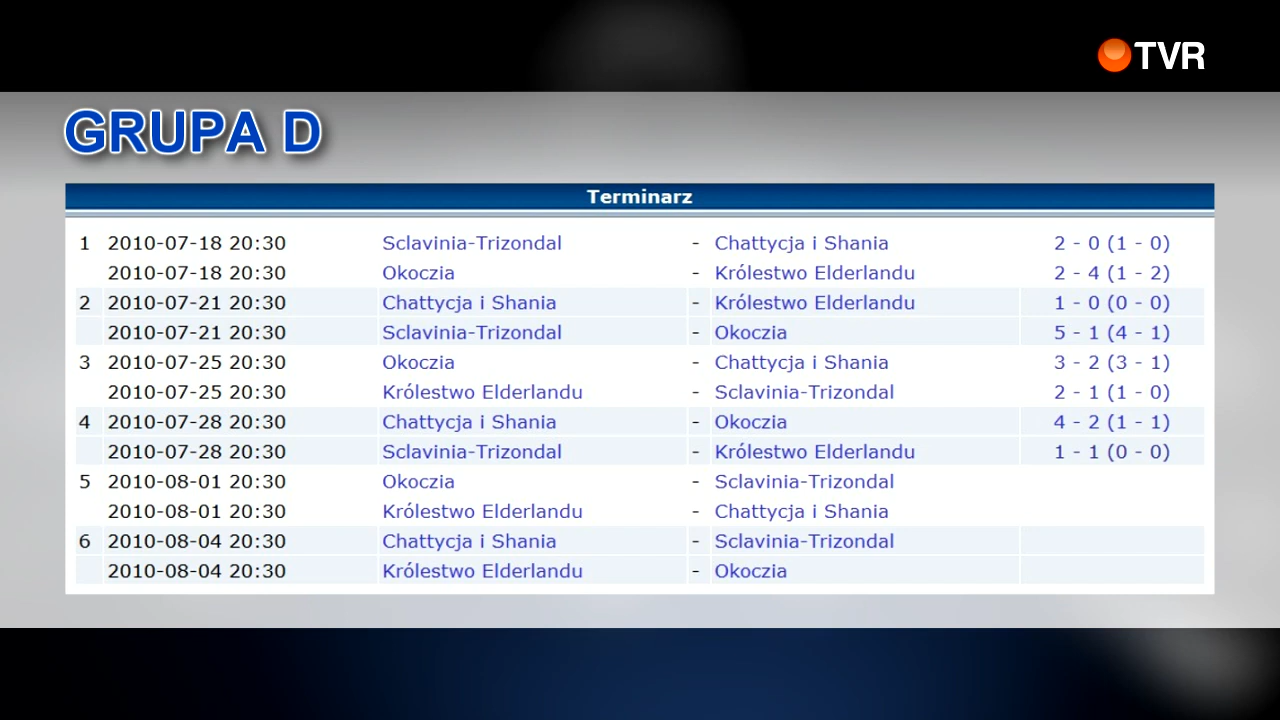 TVR
GRUPA D
Terminarz
1 2010-07-18 20:30 Sclavinia-Trizondal - Chattycja i Shania 2 - 0 (1 - 0)
2010-07-18 20:30 Okoczia - Królestwo Elderlandu 2 - 4 (1 - 2)
2 2010-07-21 20:30 Chattycja i Shania - Królestwo Elderlandu 1 - 0 (0 - 0)
2010-07-21 20:30 Sclavinia-Trizondal - Okoczia 5 - 1 (4 - 1)
3 2010-07-25 20:30 Okoczia - Chattycja i Shania 3 - 2 (3 - 1)
2010-07-25 20:30 Królestwo Elderlandu - Sclavinia-Trizondal 2 - 1 (1 - 0)
4 2010-07-28 20:30 Chattycja i Shania - Okoczia 4 - 2 (1 - 1)
2010-07-28 20:30 Sclavinia-Trizondal - Królestwo Elderlandu 1 - 1 (0 - 0)
5 2010-08-01 20:30 Okoczia - Sclavinia-Trizondal
2010-08-01 20:30 Królestwo Elderlandu - Chattycja i Shania
6 2010-08-04 20:30 Chattycja i Shania - Sclavinia-Trizondal
2010-08-04 20:30 Królestwo Elderlandu - Okoczia